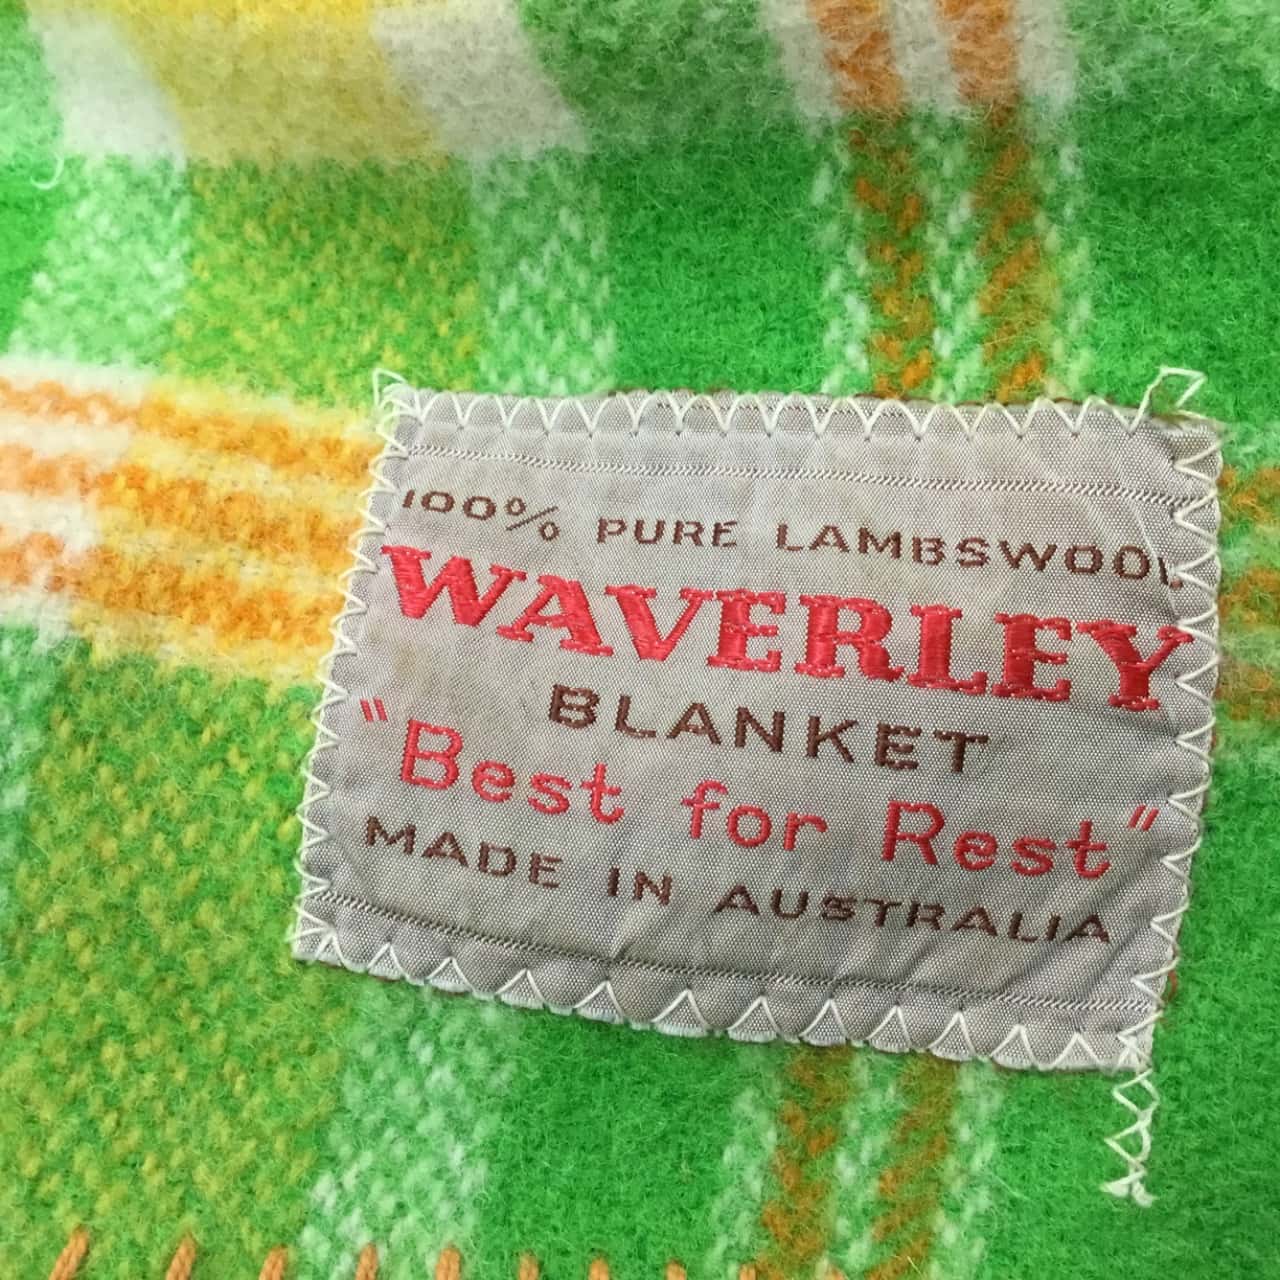 100% PURE LAMBSWOOL
WAVERLEY
BLANKET
"Best for Rest"
MADE IN AUSTRALIA